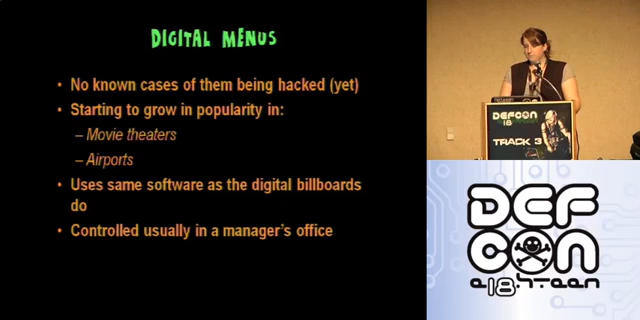 DIGITAL MENUS
• No known cases of them being hacked (yet)
• Starting to grow in popularity in:
– Movie theaters
– Airports
• Uses same software as the digital billboards
do
• Controlled usually in a manager's office
DEFCON
18
TRACK 3
DEF
CON
e18h.teen